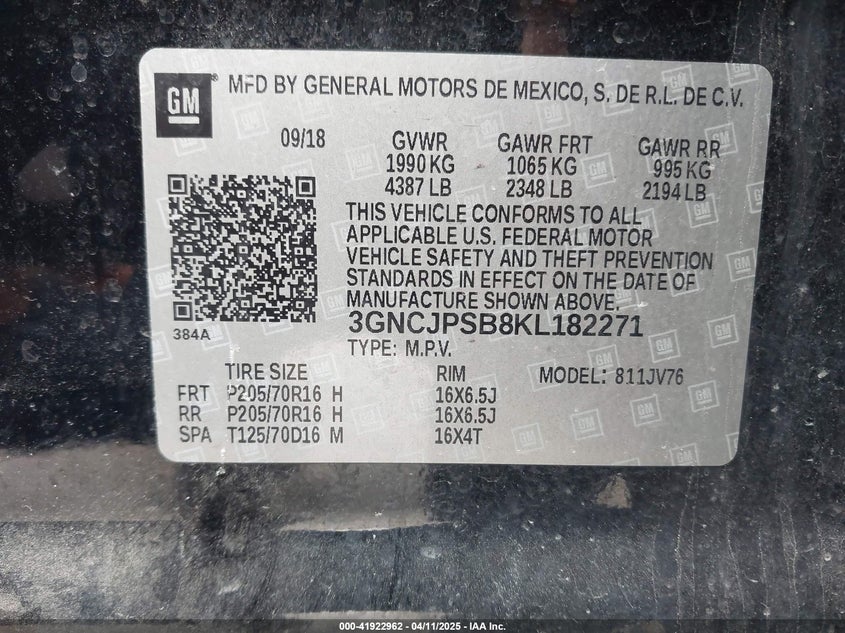 GM ® MFD BY GENERAL MOTORS DE MEXICO, S. DE R.L. DE C.V.
09/18 GVWR GAWR FRT GAWR RR
1990 KG 1065 KG 995 KG
4387 LB 2348 LB 2194 LB
THIS VEHICLE CONFORMS TO ALL
APPLICABLE U.S. FEDERAL MOTOR
VEHICLE SAFETY AND THEFT PREVENTION
STANDARDS IN EFFECT ON THE DATE OF
MANUFACTURE SHOWN ABOVE.
384A 3GNCJPSB8KL182271
TYPE: M.P.V.
TIRE SIZE RIM MODEL: 811JV76
FRT P205/70R16 H 16X6.5J
RR P205/70R16 H 16X6.5J
SPA T125/70D16 M 16X4T
000-41922962 - 04/11/2025 - IAA Inc.